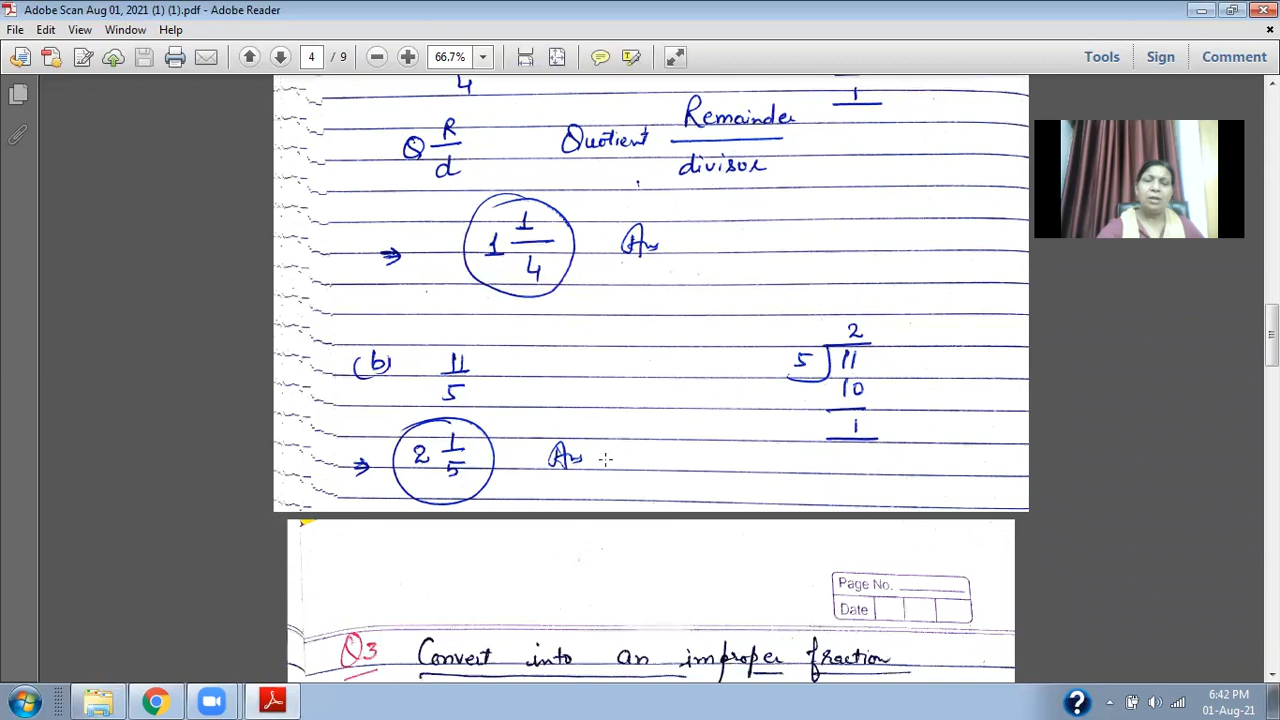 Adobe Scan Aug 01, 2021 (1) (1).pdf - Adobe Reader
File Edit View Window Help
4 / 9 66.7% Tools Sign Comment
4 1
Q R/d Quotient Remainder/divisor
⇒ 1 1/4 Ans
(b) 11/5
2
5 11
10
1
⇒ 2 1/5 Ans
Page No.
Date
Q3 Convert into an improper fraction
6:42 PM
01-Aug-21